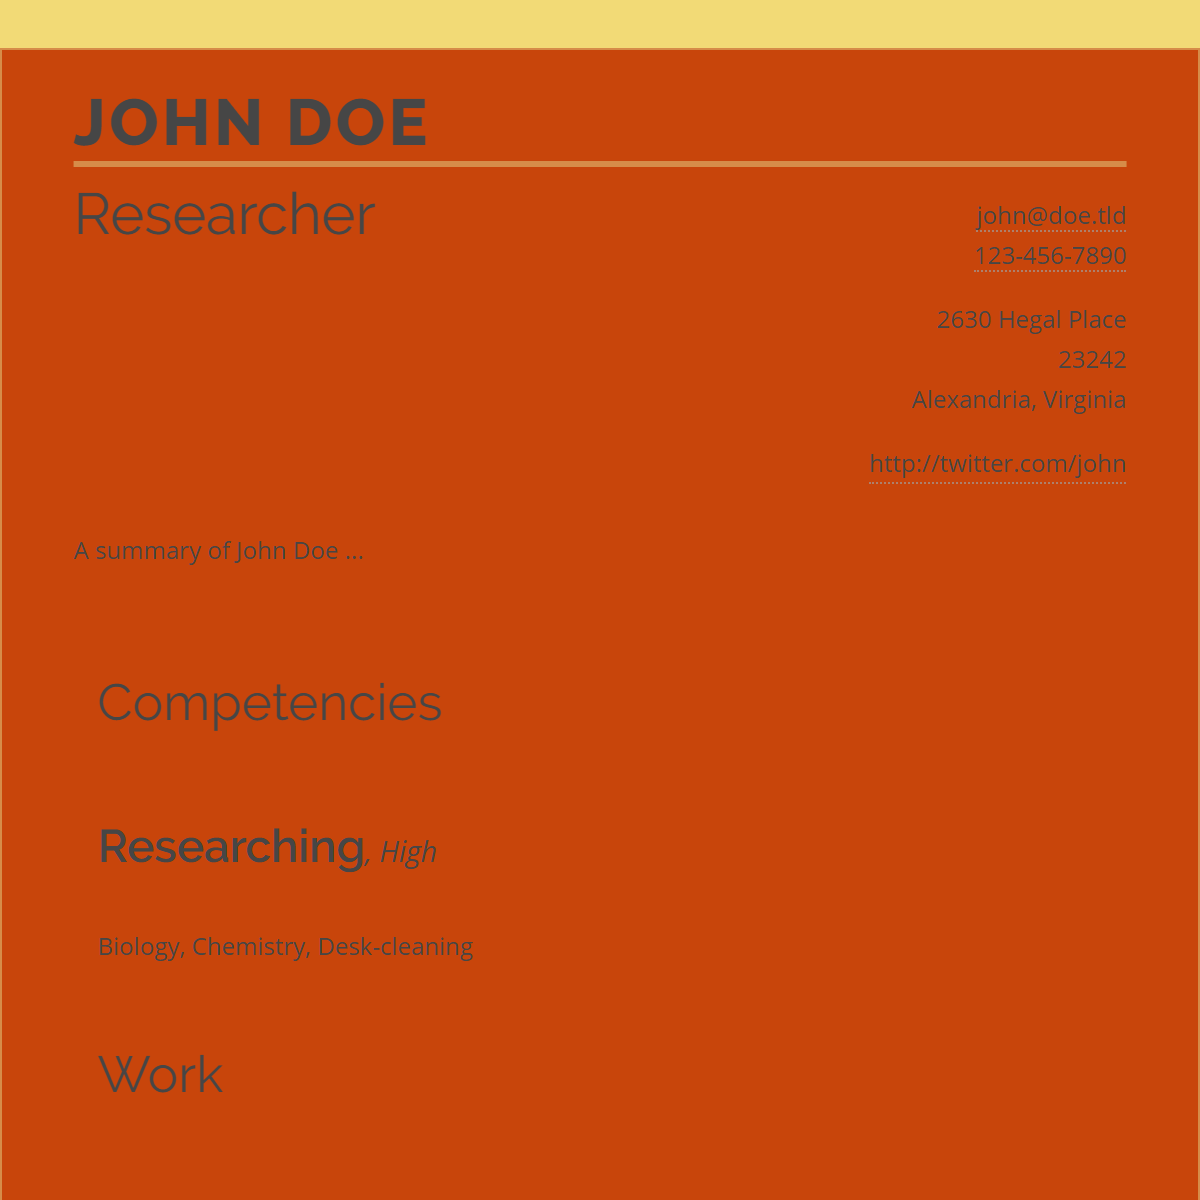 JOHN DOE
Researcher
john@doe.tld
123-456-7890
2630 Hegal Place
23242
Alexandria, Virginia
http://twitter.com/john
A summary of John Doe ...
Competencies
Researching, High
Biology, Chemistry, Desk-cleaning
Work